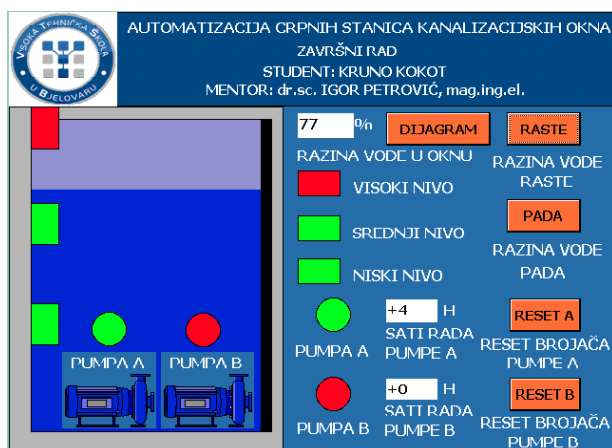 VISOKA TEHNIČKA ŠKOLA
U BJELOVARU
AUTOMATIZACIJA CRPNIH STANICA KANALIZACIJSKIH OKNA
ZAVRŠNI RAD
STUDENT: KRUNO KOKOT
MENTOR: dr.sc. IGOR PETROVIĆ, mag.ing.el.
77 %
DIJAGRAM
RASTE
RAZINA VODE U OKNU
RAZINA VODE
RASTE
VISOKI NIVO
SREDNJI NIVO
NISKI NIVO
PADA
RAZINA VODE
PADA
PUMPA A
PUMPA B
PUMPA A
+4 H
SATI RADA
PUMPE A
RESET A
RESET BROJAČA
PUMPE A
PUMPA B
+0 H
SATI RADA
PUMPE B
RESET B
RESET BROJAČA
PUMPE B